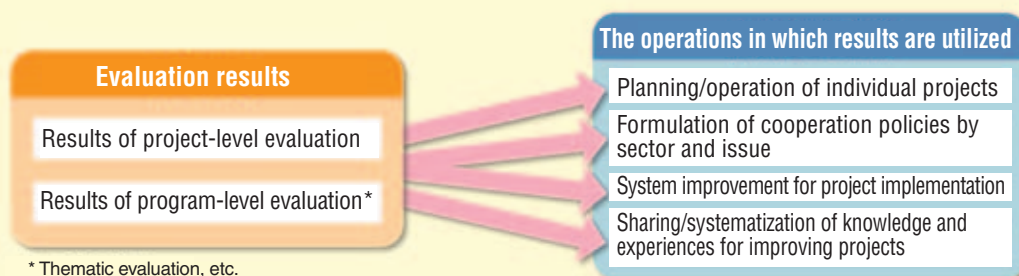 Evaluation results
Results of project-level evaluation
Results of program-level evaluation*
* Thematic evaluation, etc.
The operations in which results are utilized
Planning/operation of individual projects
Formulation of cooperation policies by
sector and issue
System improvement for project implementation
Sharing/systematization of knowledge and
experiences for improving projects